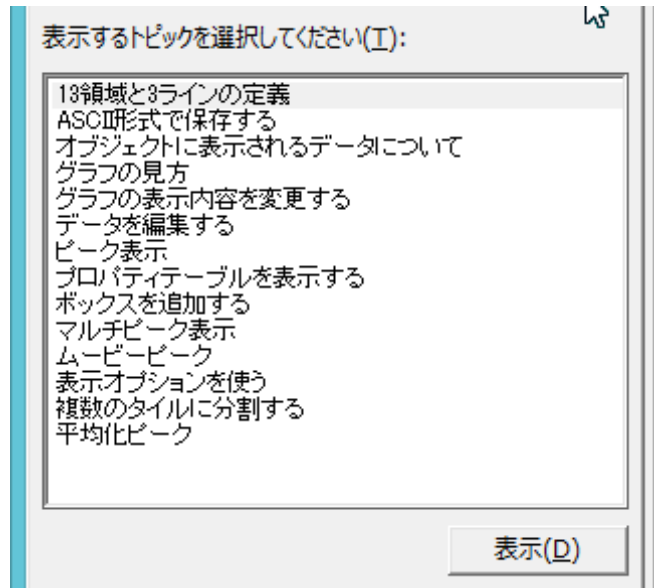 表示するトピックを選択してください(T):
13領域と3ラインの定義
ASCII形式で保存する
オブジェクトに表示されるデータについて
グラフの見方
グラフの表示内容を変更する
データを編集する
ピーク表示
プロパティテーブルを表示する
ボックスを追加する
マルチピーク表示
ムービーピーク
表示オプションを使う
複数のタイルに分割する
平均化ピーク
表示(D)